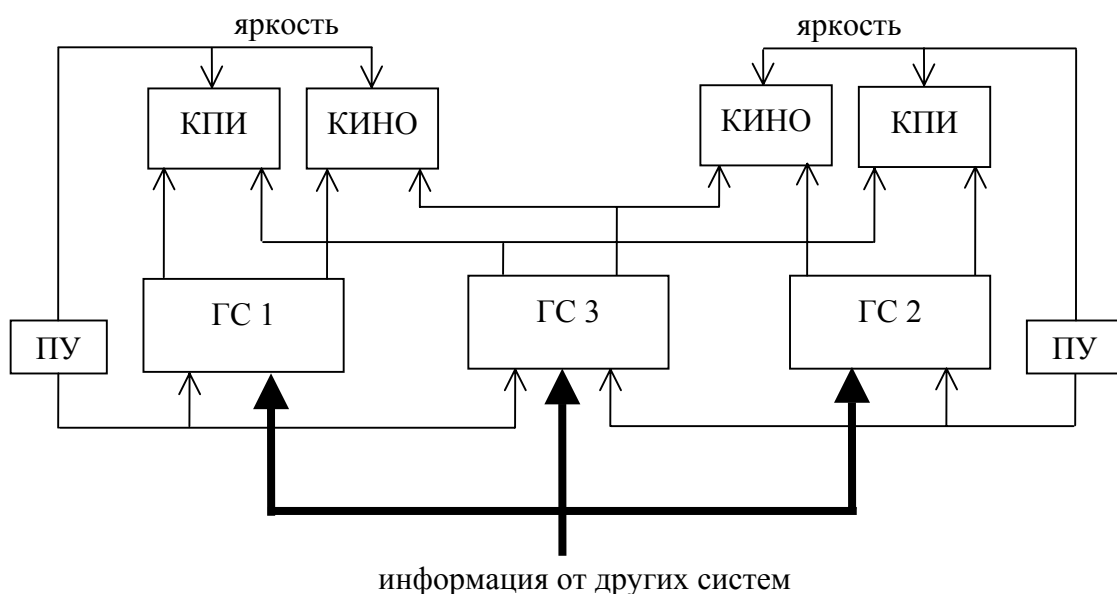 яркость
яркость
КПИ
КИНО
КИНО
КПИ
ГС 1
ГС 3
ГС 2
ПУ
ПУ
информация от других систем